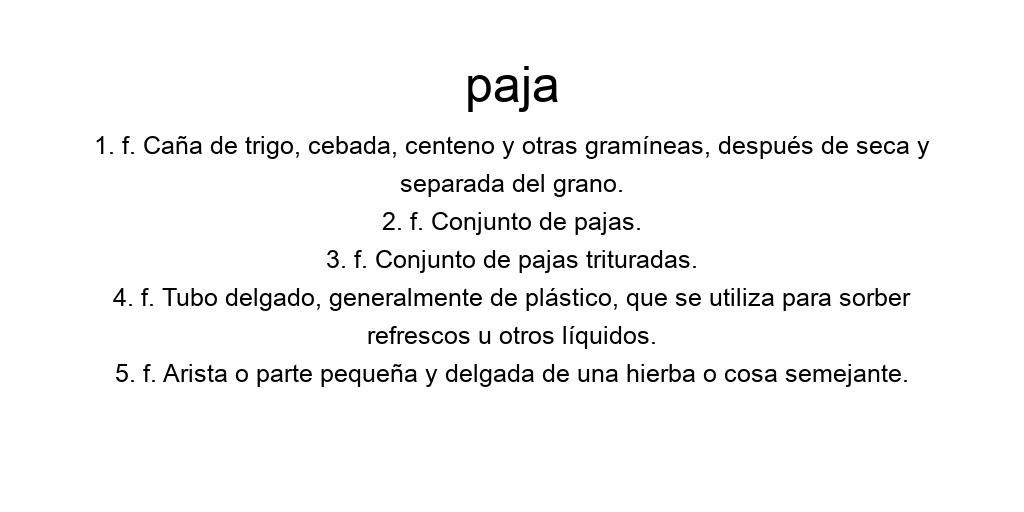 paja
1. f. Caña de trigo, cebada, centeno y otras gramíneas, después de seca y
separada del grano.
2. f. Conjunto de pajas.
3. f. Conjunto de pajas trituradas.
4. f. Tubo delgado, generalmente de plástico, que se utiliza para sorber
refrescos u otros líquidos.
5. f. Arista o parte pequeña y delgada de una hierba o cosa semejante.